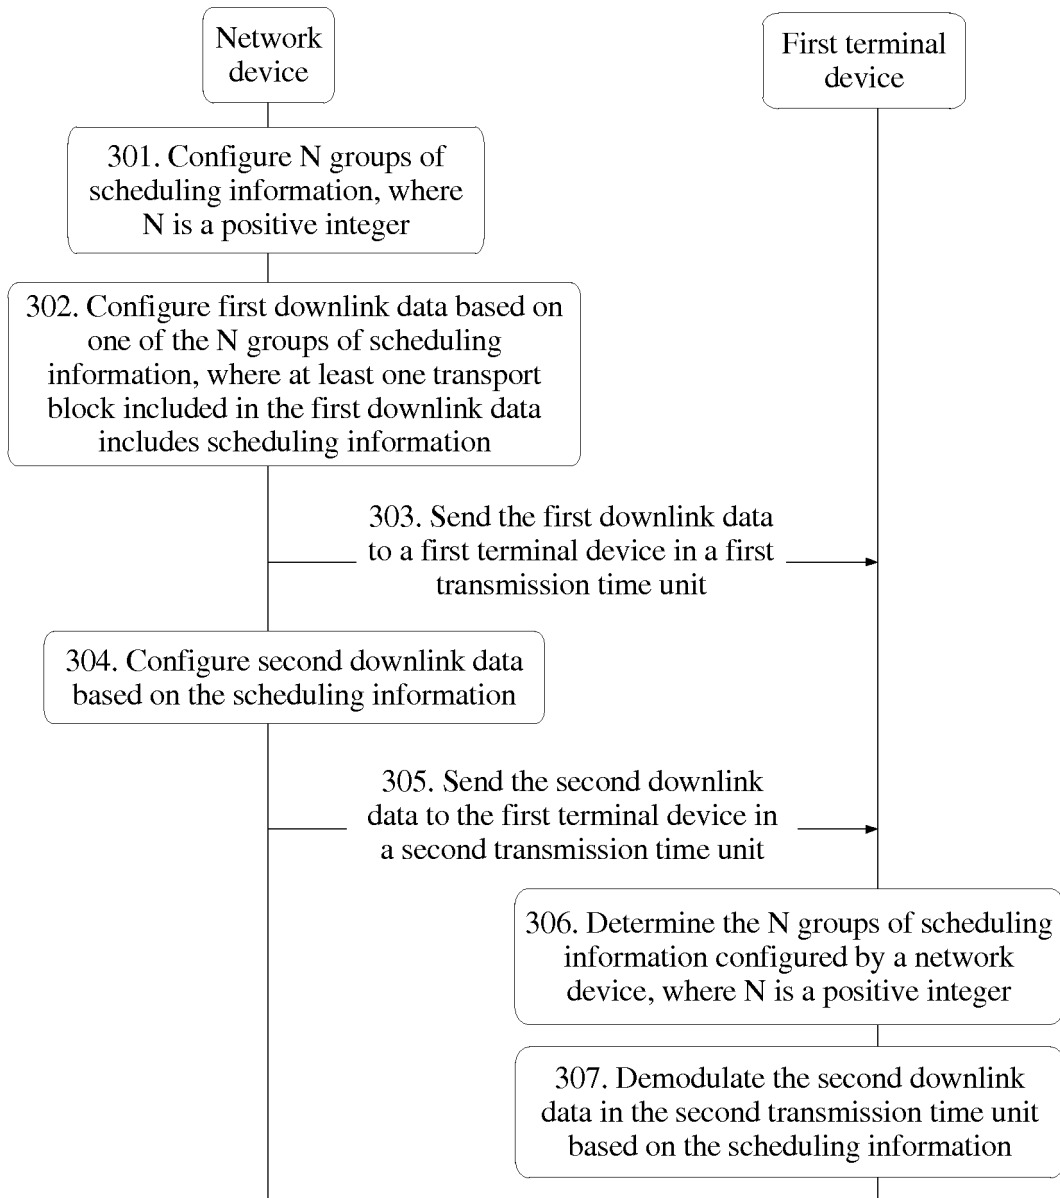 Network
device
First terminal
device
301. Configure N groups of
scheduling information, where
N is a positive integer
302. Configure first downlink data based on
one of the N groups of scheduling
information, where at least one transport
block included in the first downlink data
includes scheduling information
303. Send the first downlink data
to a first terminal device in a first
transmission time unit
304. Configure second downlink data
based on the scheduling information
305. Send the second downlink
data to the first terminal device in
a second transmission time unit
306. Determine the N groups of scheduling
information configured by a network
device, where N is a positive integer
307. Demodulate the second downlink
data in the second transmission time unit
based on the scheduling information